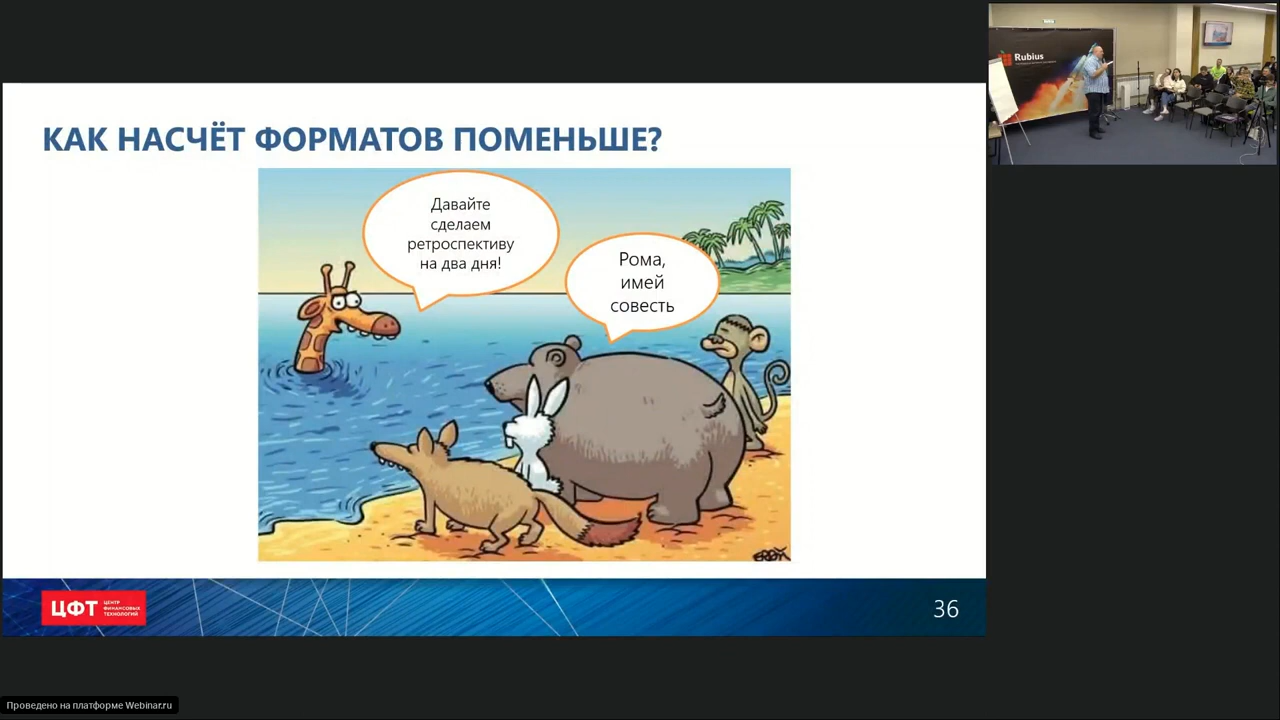 КАК НАСЧЁТ ФОРМАТОВ ПОМЕНЬШЕ?
Давайте
сделаем
ретроспективу
на два дня!
Рома,
имей
совесть
ЦФТ
ЦЕНТР
ФИНАНСОВЫХ
ТЕХНОЛОГИЙ
36
Rubius
Проведено на платформе Webinar.ru